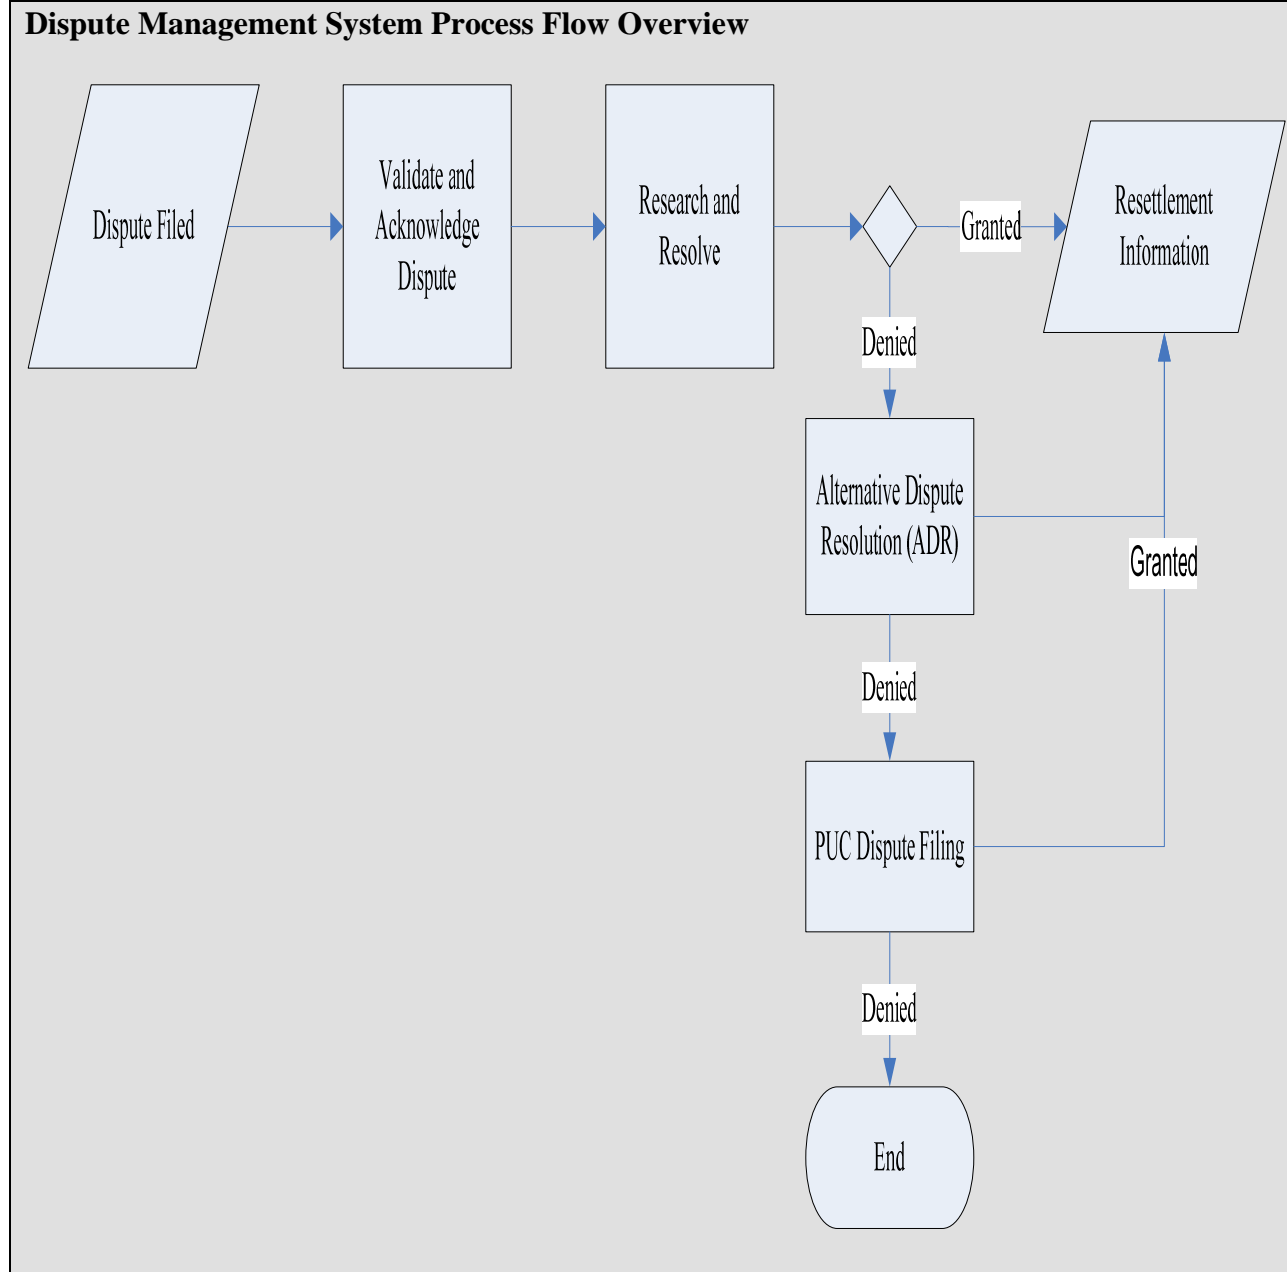 Dispute Management System Process Flow Overview
Dispute Filed
Validate and
Acknowledge
Dispute
Research and
Resolve
Granted
Resettlement
Information
Denied
Alternative Dispute
Resolution (ADR)
Granted
Denied
PUC Dispute Filing
Denied
End